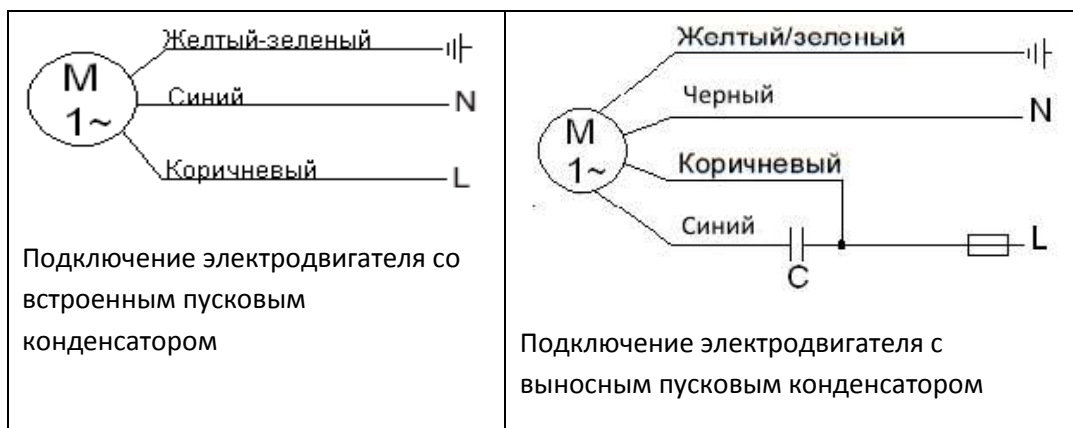 Желтый-зеленый
М
1~
Синий
N
Коричневый
L
Подключение электродвигателя со
встроенным пусковым
конденсатором
Желтый/зеленый
Черный
N
М
1~
Коричневый
Синий
L
С
Подключение электродвигателя с
выносным пусковым конденсатором